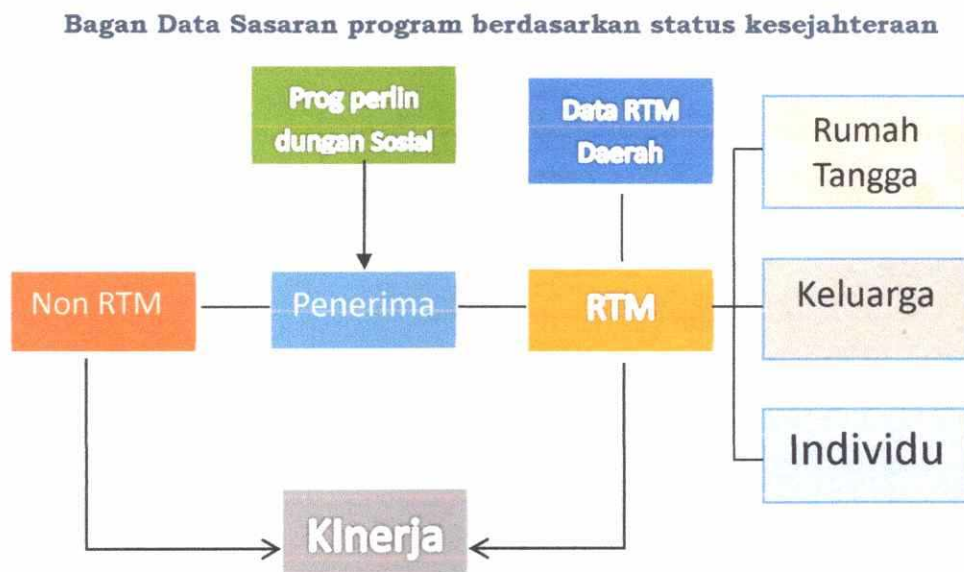 Bagan Data Sasaran program berdasarkan status kesejahteraan
Prog perlin
dungan Sosial
Data RTM
Daerah
Rumah
Tangga
Non RTM
Penerima
RTM
Keluarga
Individu
Kinerja